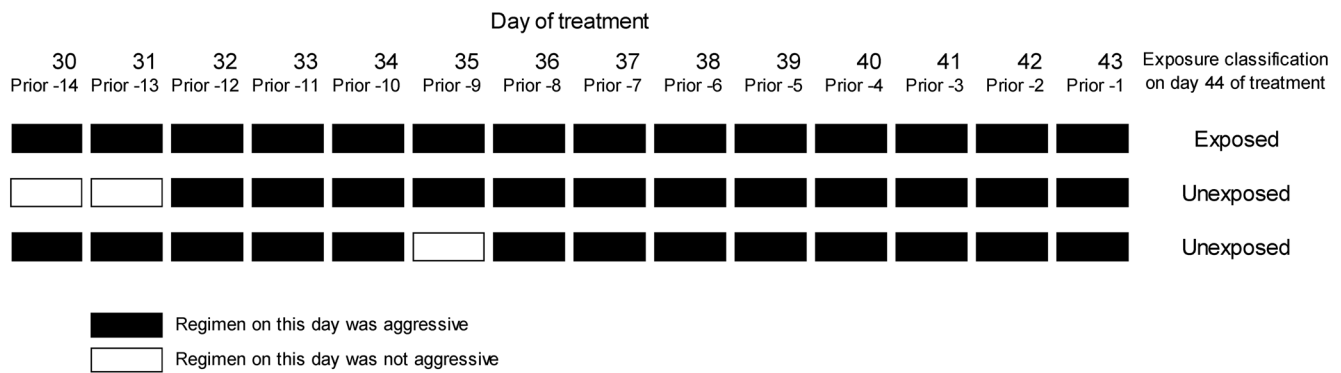 Day of treatment
30 31 32 33 34 35 36 37 38 39 40 41 42 43 Exposure classification
Prior -14 Prior -13 Prior -12 Prior -11 Prior -10 Prior -9 Prior -8 Prior -7 Prior -6 Prior -5 Prior -4 Prior -3 Prior -2 Prior -1 on day 44 of treatment
Exposed
Unexposed
Unexposed
Regimen on this day was aggressive
Regimen on this day was not aggressive